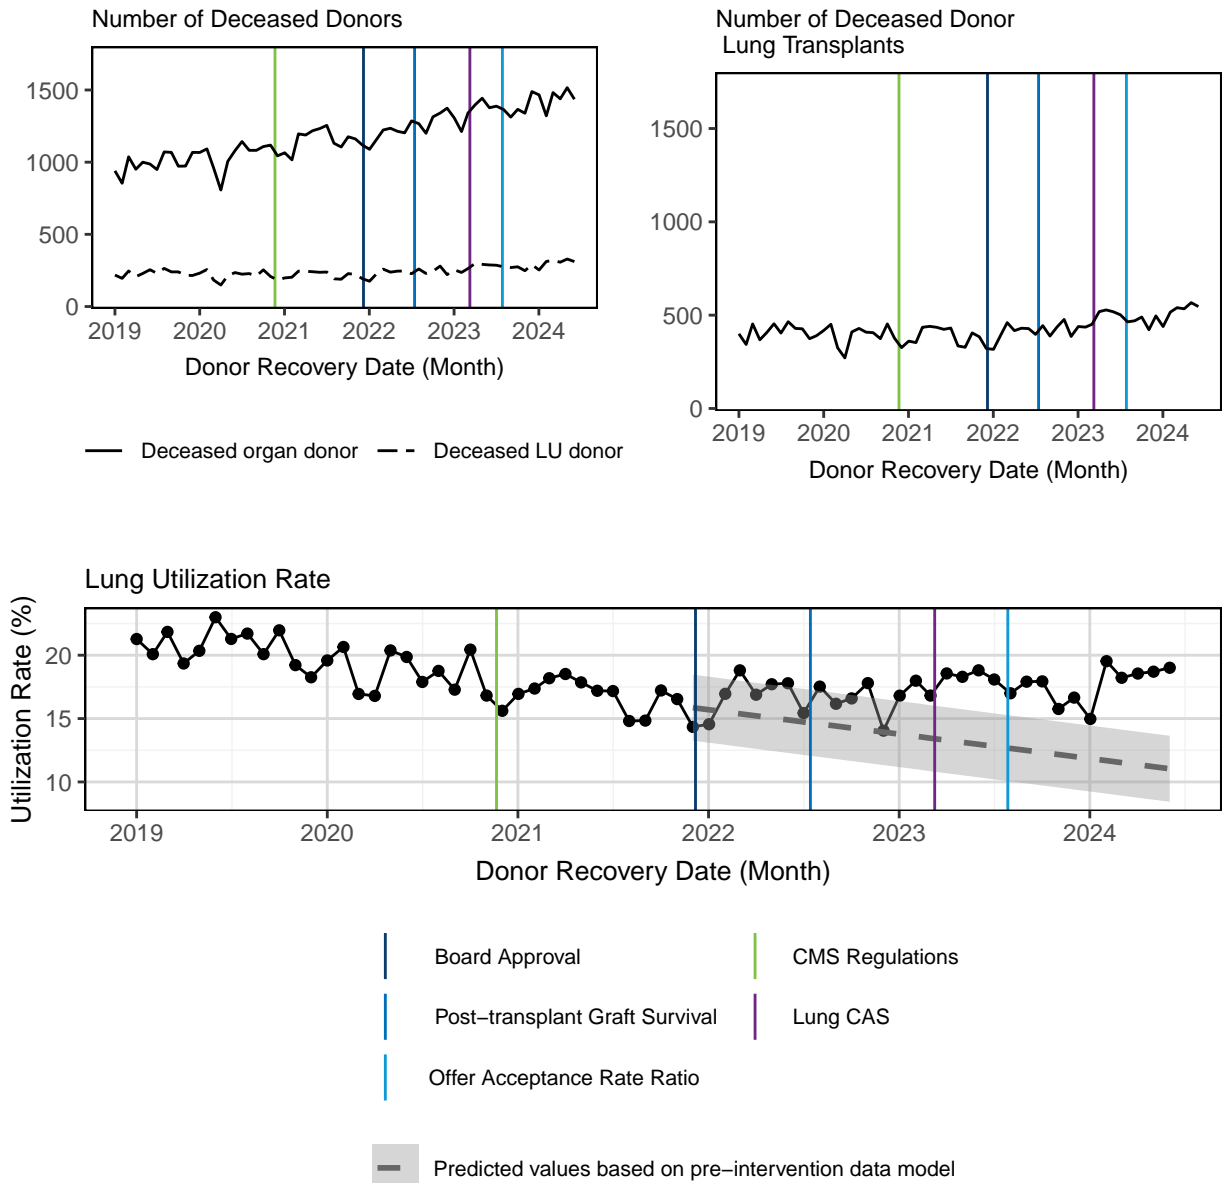 Number of Deceased Donors
1500
1000
500
0
2019 2020 2021 2022 2023 2024
Donor Recovery Date (Month)
Deceased organ donor
Deceased LU donor
Number of Deceased Donor
Lung Transplants
1500
1000
500
0
2019 2020 2021 2022 2023 2024
Donor Recovery Date (Month)
Lung Utilization Rate
Utilization Rate (%)
20
15
10
2019 2020 2021 2022 2023 2024
Donor Recovery Date (Month)
Board Approval
CMS Regulations
Post−transplant Graft Survival
Lung CAS
Offer Acceptance Rate Ratio
Predicted values based on pre−intervention data model